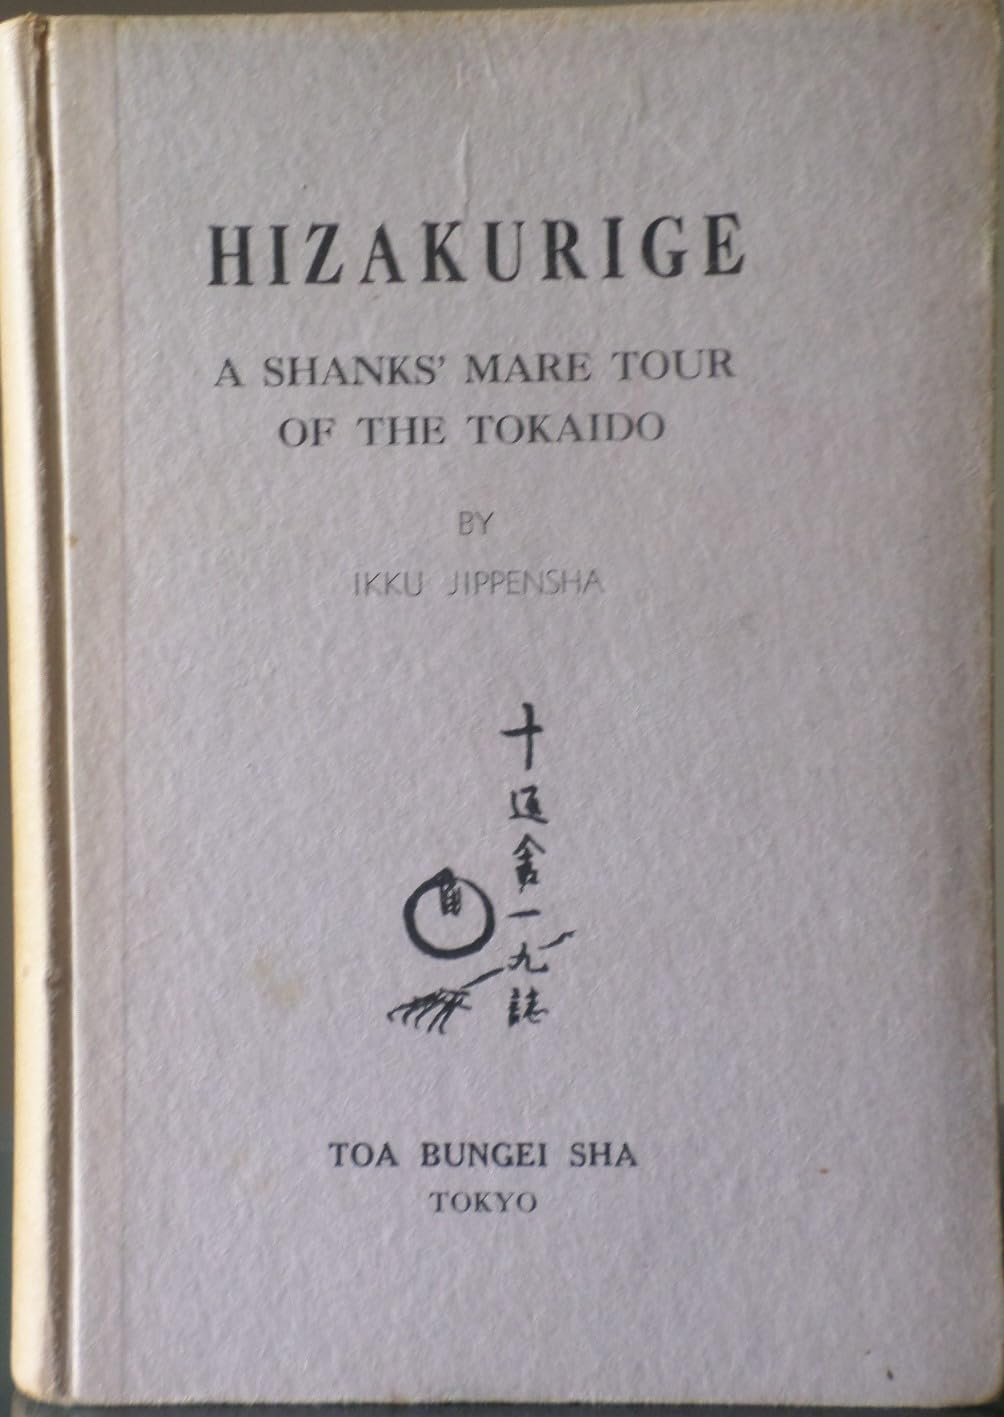 HIZAKURIGE
A SHANKS' MARE TOUR
OF THE TOKAIDO
BY
IKKU JIPPENSHA
十返舎一九誌
TOA BUNGEI SHA
TOKYO